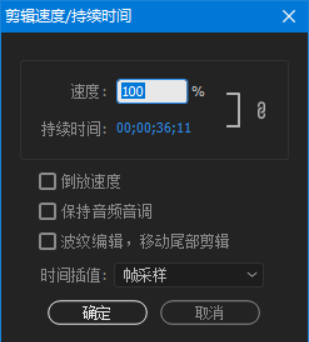 剪辑速度/持续时间
速度: 100 %
持续时间: 00;00;36;11
倒放速度
保持音频音调
波纹编辑，移动尾部剪辑
时间插值: 帧采样
确定 取消